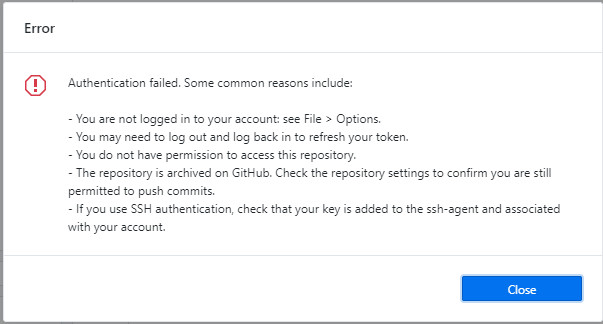 Error
Authentication failed. Some common reasons include:
- You are not logged in to your account: see File > Options.
- You may need to log out and log back in to refresh your token.
- You do not have permission to access this repository.
- The repository is archived on GitHub. Check the repository settings to confirm you are still
permitted to push commits.
- If you use SSH authentication, check that your key is added to the ssh-agent and associated
with your account.
Close